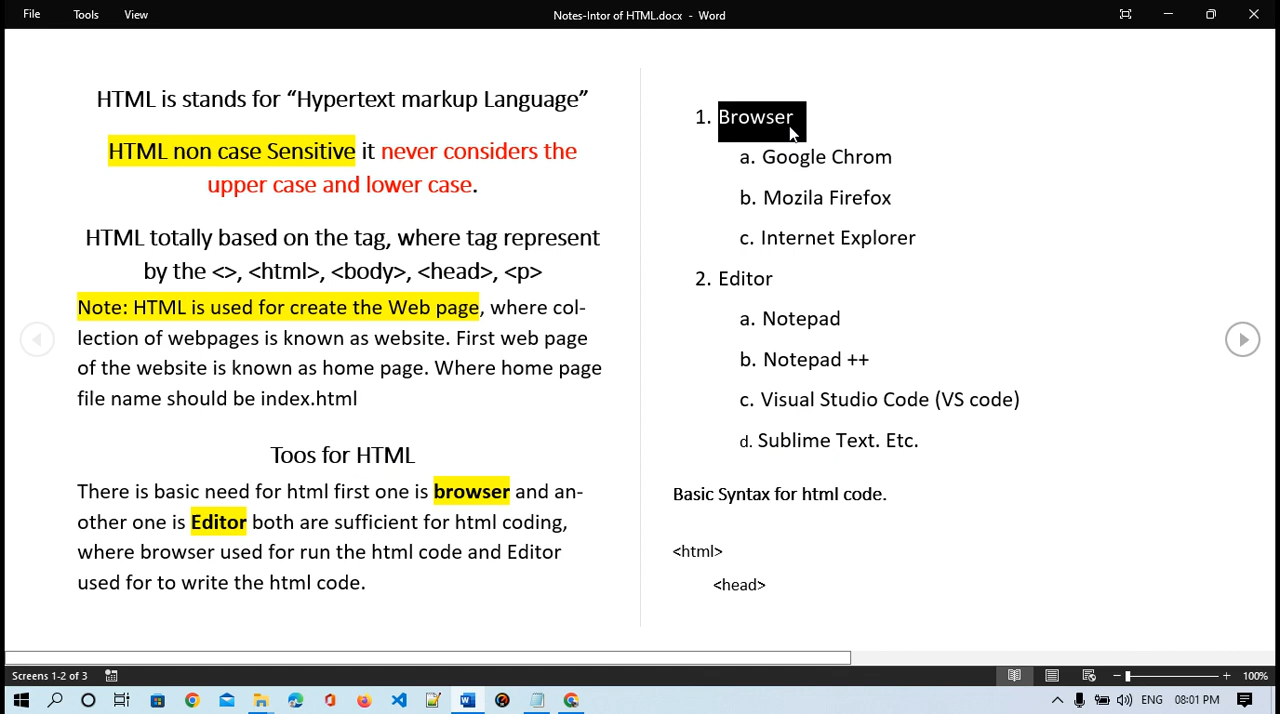 File Tools View Notes-Intor of HTML.docx - Word
HTML is stands for “Hypertext markup Language”
HTML non case Sensitive it never considers the
upper case and lower case.
HTML totally based on the tag, where tag represent
by the <>, <html>, <body>, <head>, <p>
Note: HTML is used for create the Web page, where col-
lection of webpages is known as website. First web page
of the website is known as home page. Where home page
file name should be index.html
Toos for HTML
There is basic need for html first one is browser and an-
other one is Editor both are sufficient for html coding,
where browser used for run the html code and Editor
used for to write the html code.
1. Browser
a. Google Chrom
b. Mozila Firefox
c. Internet Explorer
2. Editor
a. Notepad
b. Notepad ++
c. Visual Studio Code (VS code)
d. Sublime Text. Etc.
Basic Syntax for html code.
<html>
<head>
Screens 1-2 of 3 100%
ENG 08:01 PM